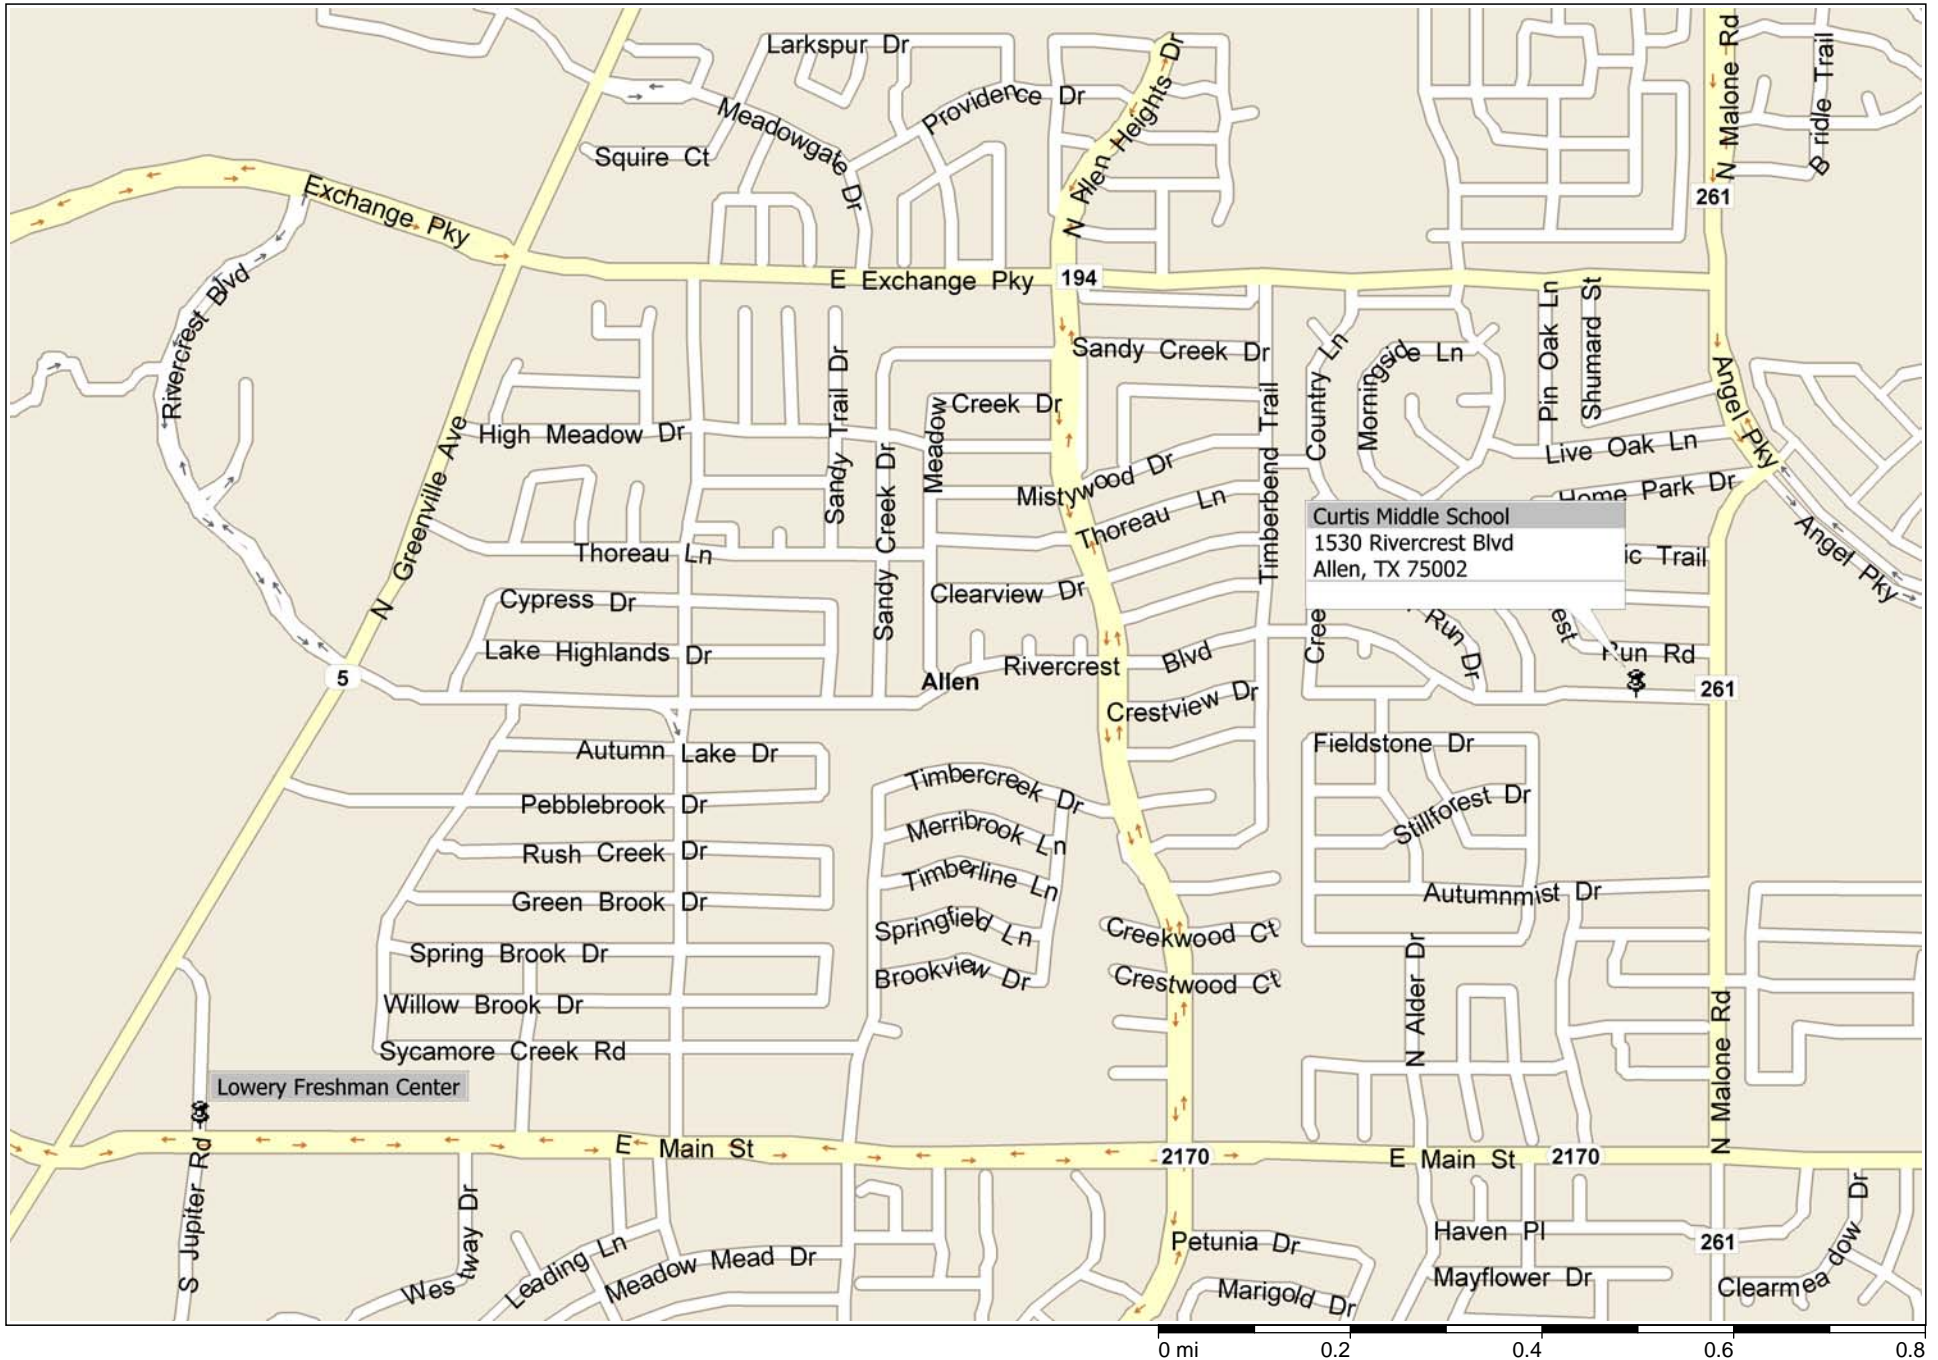 Larkspur Dr
N Malone Rd
Bridle Trail
Meadowgate Dr
Providence Dr
N Allen Heights Dr
Squire Ct
Exchange Pky
261
Rivercrest Blvd
E Exchange Pky
194
Pin Oak Ln
Shumard St
Sandy Trail Dr
Sandy Creek Dr
Country Ln
Morningside Ln
Angel Pky
Meadow Creek Dr
Timberbend Trail
High Meadow Dr
Live Oak Ln
N Greenville Ave
Sandy Creek Dr
Mistywood Dr
Home Park Dr
Thoreau Ln
Curtis Middle School
1530 Rivercrest Blvd
Allen, TX 75002
Thoreau Ln
ic Trail
Angel Pky
Cypress Dr
Clearview Dr
Cree
Run Dr
est
Lake Highlands Dr
Rivercrest Blvd
Run Rd
5
Allen
261
Crestview Dr
Autumn Lake Dr
Fieldstone Dr
Timbercreek Dr
Pebblebrook Dr
Stillforest Dr
Merribrook Ln
Rush Creek Dr
Timberline Ln
Green Brook Dr
Autumnmist Dr
Springfield Ln
Creekwood Ct
Spring Brook Dr
Brookview Dr
Crestwood Ct
N Alder Dr
Willow Brook Dr
N Malone Rd
Sycamore Creek Rd
Lowery Freshman Center
E Main St
2170
E Main St
2170
S Jupiter Rd
Westway Dr
Leading Ln
Meadow Mead Dr
Petunia Dr
Haven Pl
261
Marigold Dr
Mayflower Dr
Clearmeadow Dr
0 mi 0.2 0.4 0.6 0.8